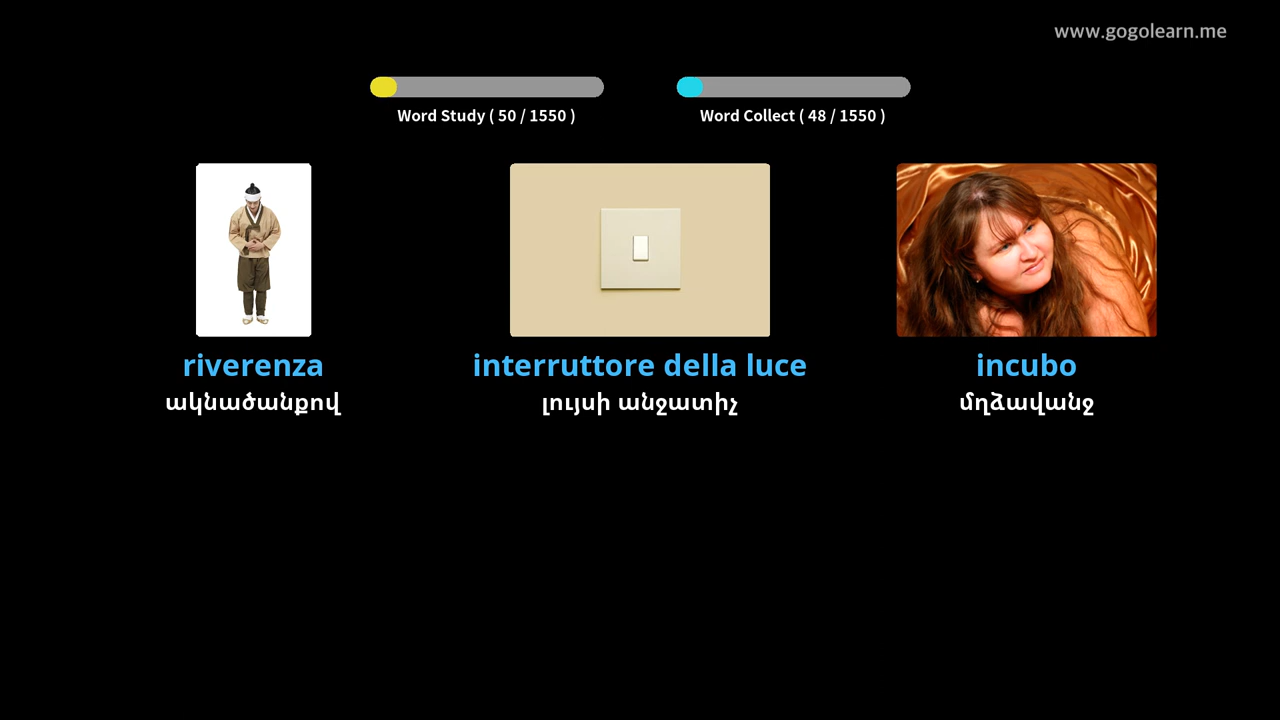 www.gogolearn.me
Word Study ( 50 / 1550 )
Word Collect ( 48 / 1550 )
riverenza
ակնածանքով
interruttore della luce
լույսի անջատիչ
incubo
մղձավանջ